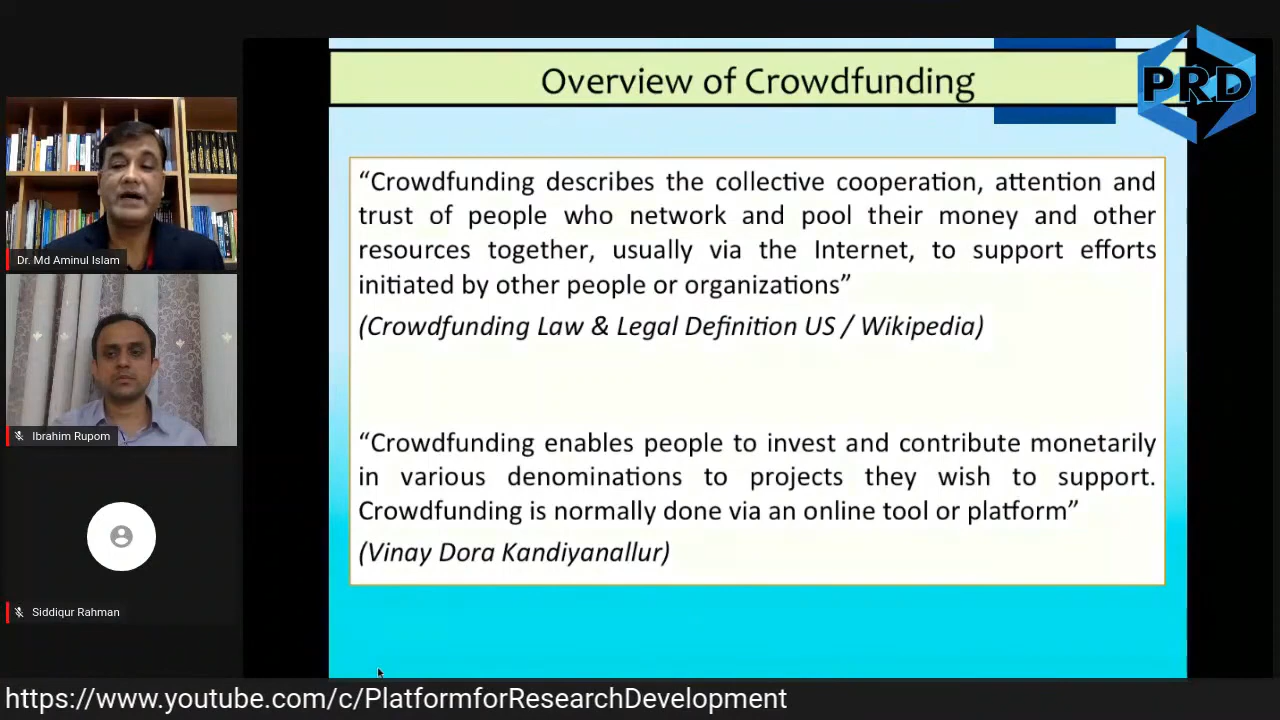 Overview of Crowdfunding
PRD
“Crowdfunding describes the collective cooperation, attention and
trust of people who network and pool their money and other
resources together, usually via the Internet, to support efforts
initiated by other people or organizations”
(Crowdfunding Law & Legal Definition US / Wikipedia)
“Crowdfunding enables people to invest and contribute monetarily
in various denominations to projects they wish to support.
Crowdfunding is normally done via an online tool or platform”
(Vinay Dora Kandiyanallur)
Dr. Md Aminul Islam
Ibrahim Rupom
Siddiqur Rahman
https://www.youtube.com/c/PlatformforResearchDevelopment